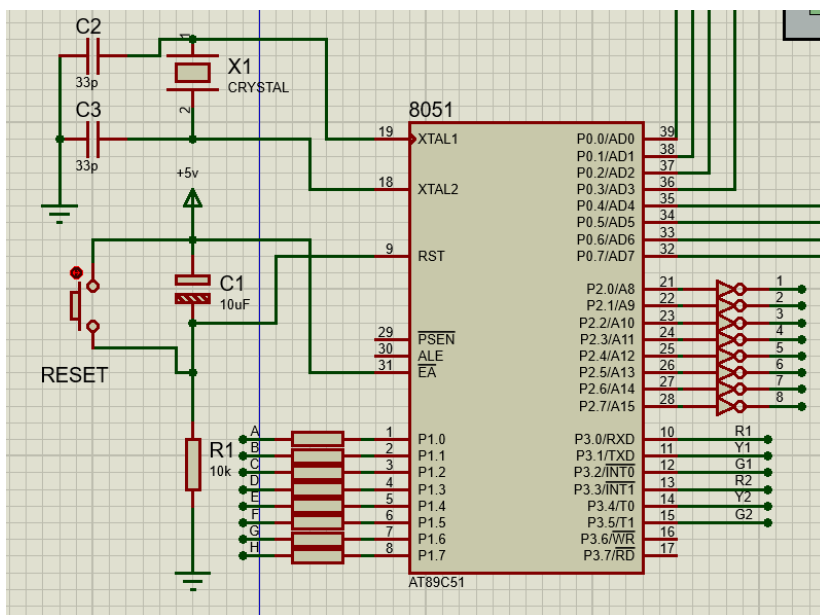 C2
33p
1
X1
CRYSTAL
2
C3
33p
+5v
C1
10uF
RESET
R1
10k
8051
19 XTAL1
18 XTAL2
9 RST
29 PSEN
30 ALE
31 EA
A 1 P1.0
B 2 P1.1
C 3 P1.2
D 4 P1.3
E 5 P1.4
F 6 P1.5
G 7 P1.6
H 8 P1.7
P0.0/AD0 39
P0.1/AD1 38
P0.2/AD2 37
P0.3/AD3 36
P0.4/AD4 35
P0.5/AD5 34
P0.6/AD6 33
P0.7/AD7 32
P2.0/A8 21 1
P2.1/A9 22 2
P2.2/A10 23 3
P2.3/A11 24 4
P2.4/A12 25 5
P2.5/A13 26 6
P2.6/A14 27 7
P2.7/A15 28 8
P3.0/RXD 10 R1
P3.1/TXD 11 Y1
P3.2/INT0 12 G1
P3.3/INT1 13 R2
P3.4/T0 14 Y2
P3.5/T1 15 G2
P3.6/WR 16
P3.7/RD 17
AT89C51